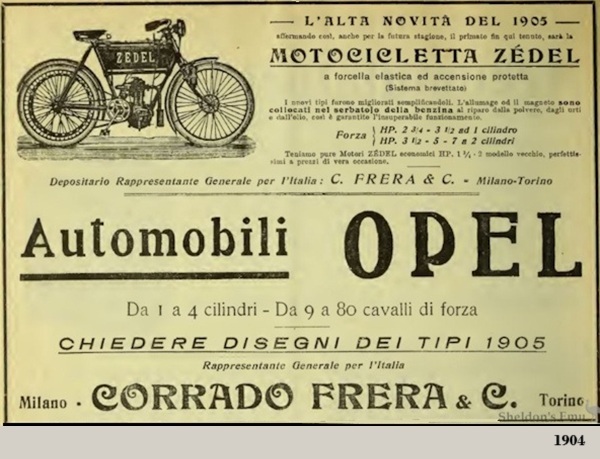 L'ALTA NOVITÀ DEL 1905
affermando così, anche per la futura stagione, il primato fin qui tenuto, sarà la
MOTOCICLETTA ZÉDEL
a forcella elastica ed accensione protetta
(Sistema brevettato)
I nuovi tipi furono migliorati semplificandoli. L'allumage ed il magneto sono
collocati nel serbatoio della benzina al riparo dalla polvere, dagli urti
e dall'olio, così è garantito l'insuperabile funzionamento.
Forza } HP. 2 3/4 - 3 1/2 ad 1 cilindro
HP. 3 1/2 - 5 - 7 a 2 cilindri
Teniamo pure Motori ZÉDEL economici HP. 1 1/2 - 2 modello vecchio, perfettis-
simi a prezzi di vera occasione.
ZEDEL
Depositario Rappresentante Generale per l'Italia: C. FRERA & C. - Milano-Torino
Automobili OPEL
Da 1 a 4 cilindri - Da 9 a 80 cavalli di forza
CHIEDERE DISEGNI DEI TIPI 1905
Rappresentante Generale per l'Italia
Milano - CORRADO FRERA & C. Torino
Sheldon's Emu
1904